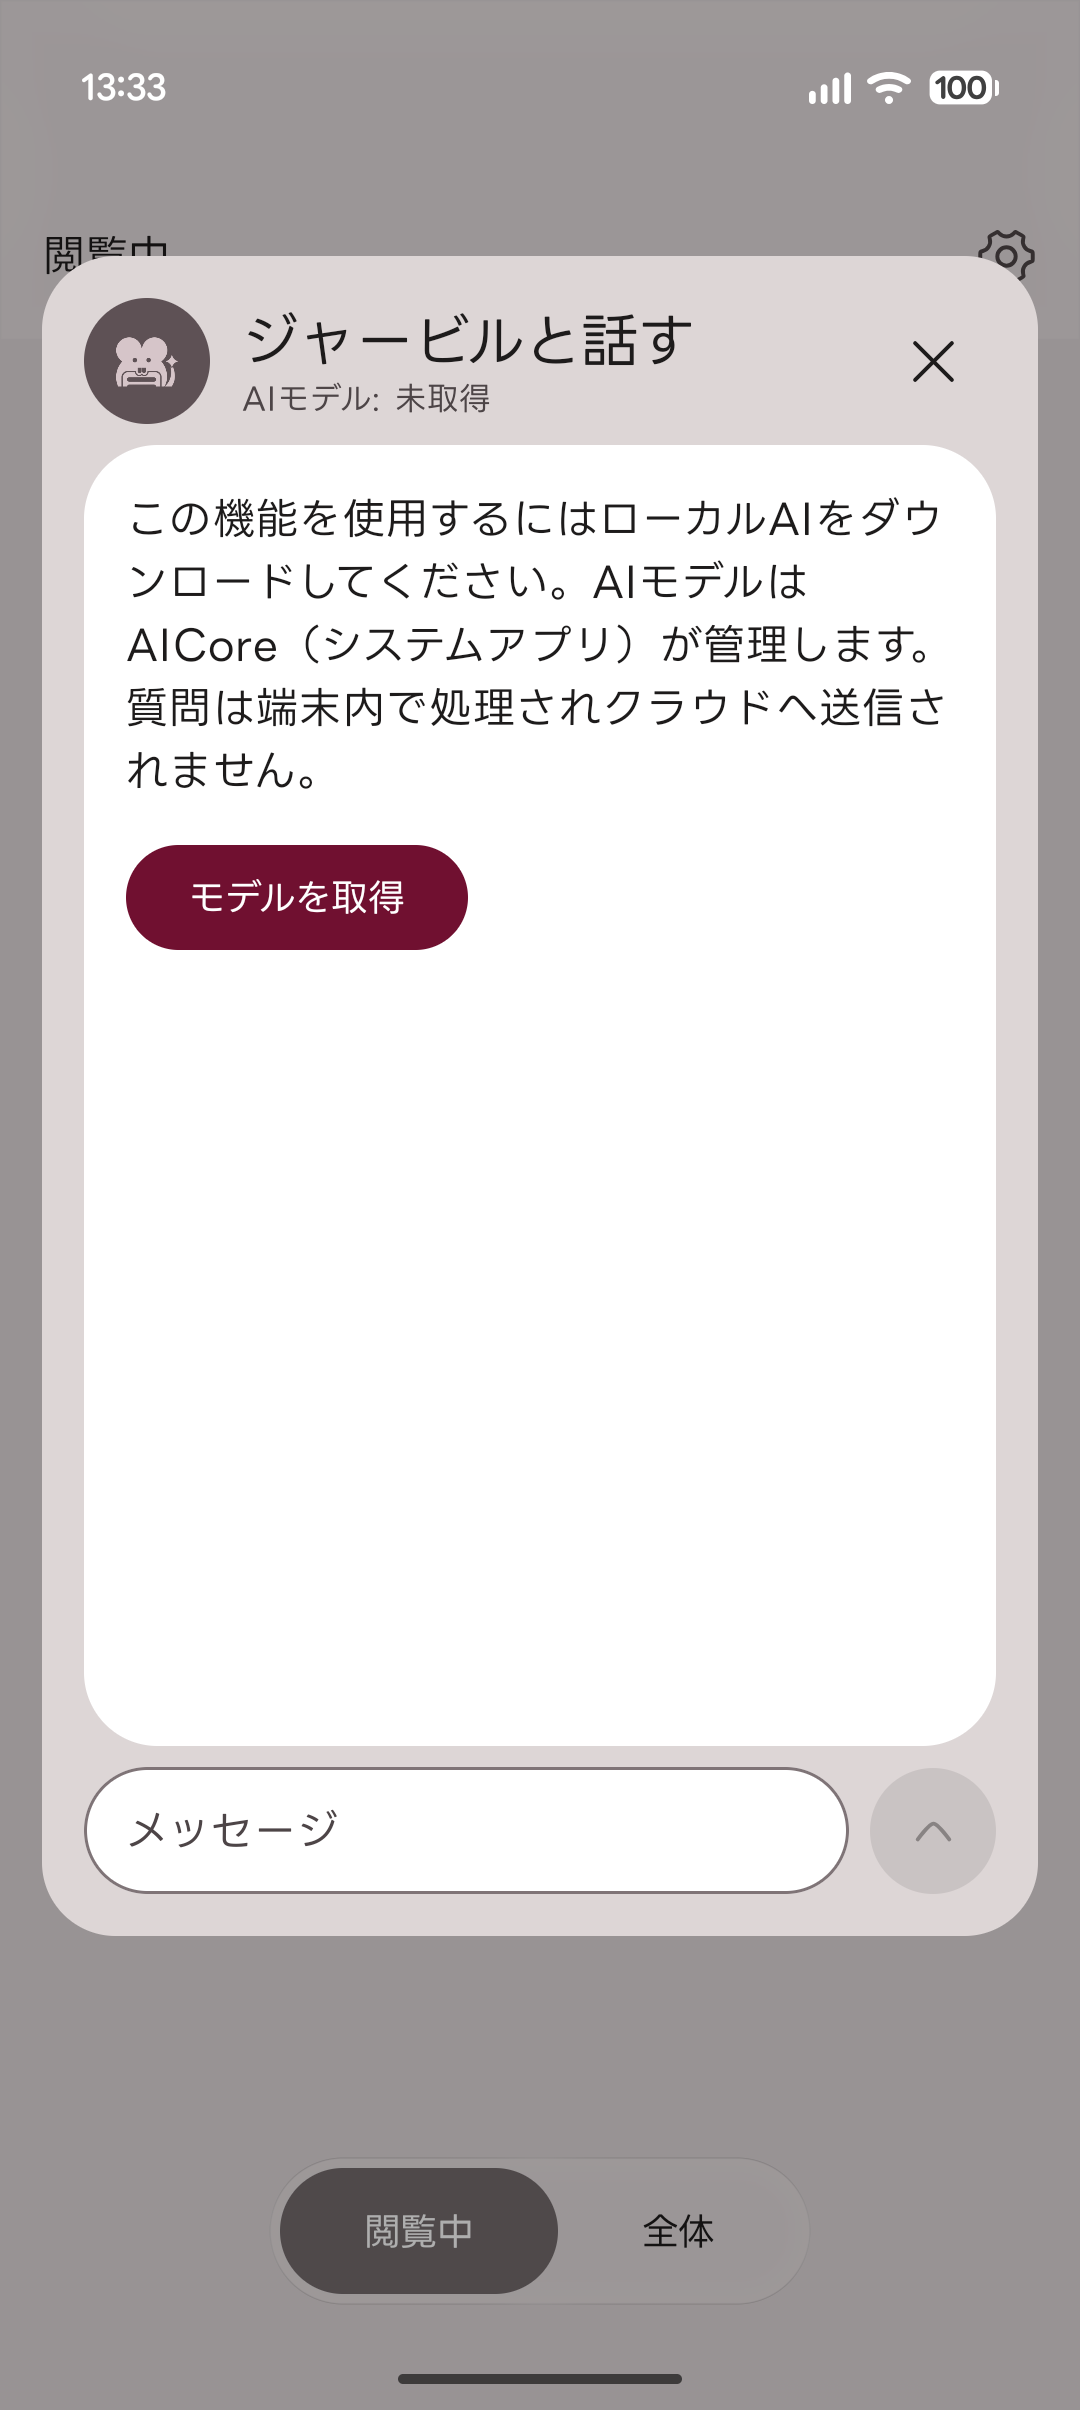 13:33
100
閲覧中
ジャービルと話す
AIモデル: 未取得
この機能を使用するにはローカルAIをダウ
ンロードしてください。AIモデルは
AICore（システムアプリ）が管理します。
質問は端末内で処理されクラウドへ送信さ
れません。
モデルを取得
メッセージ
閲覧中
全体